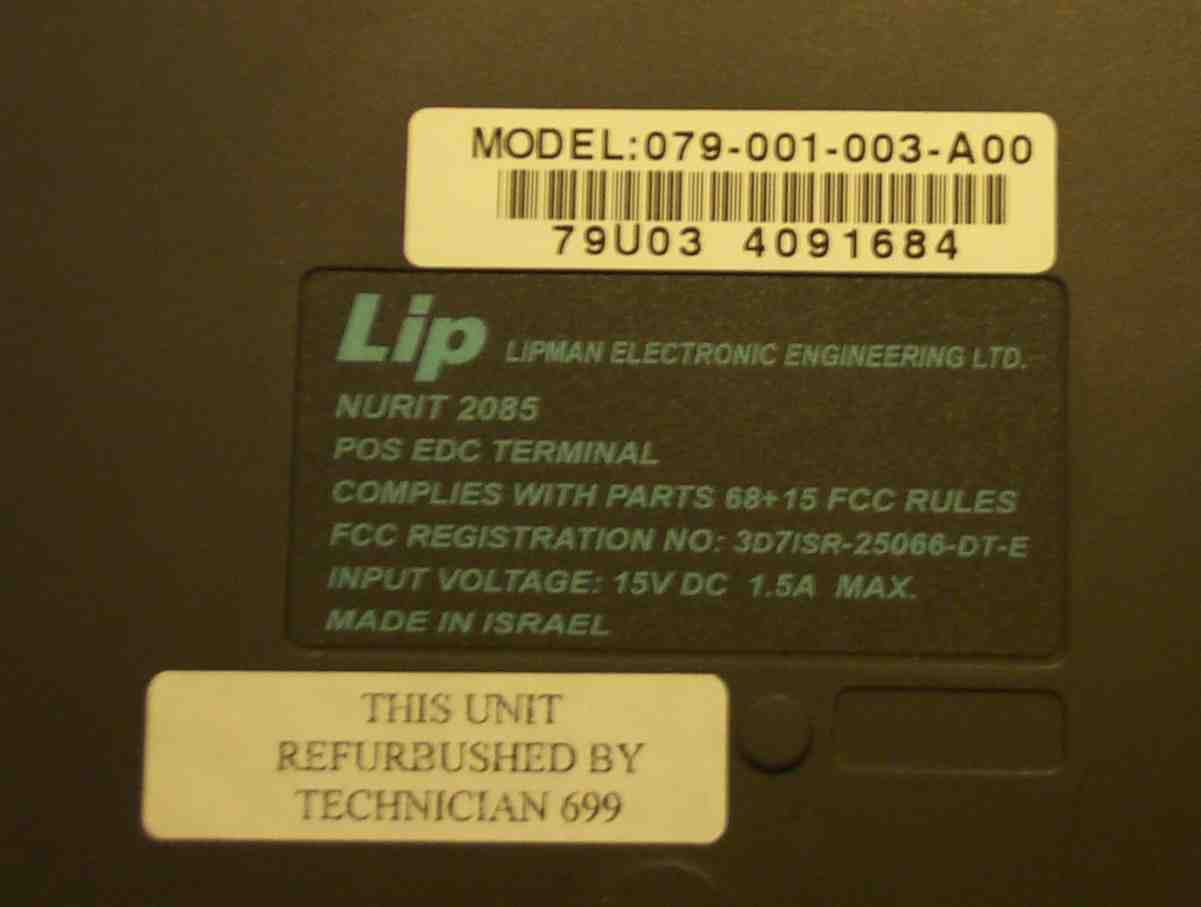 MODEL:079-001-003-A00
79U03 4091684
Lip LIPMAN ELECTRONIC ENGINEERING LTD.
NURIT 2085
POS EDC TERMINAL
COMPLIES WITH PARTS 68+15 FCC RULES
FCC REGISTRATION NO: 3D7ISR-25066-DT-E
INPUT VOLTAGE: 15V DC 1.5A MAX.
MADE IN ISRAEL
THIS UNIT
REFURBUSHED BY
TECHNICIAN 699